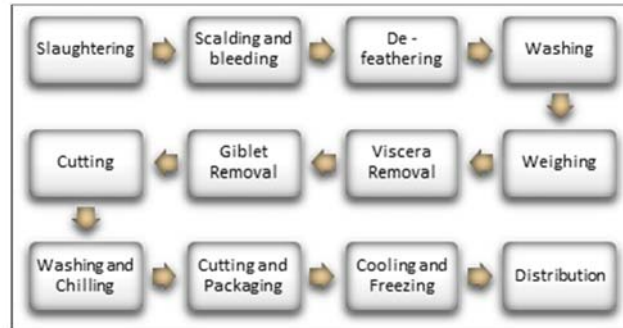 Slaughtering
Scalding and
bleeding
De -
feathering
Washing
Cutting
Giblet
Removal
Viscera
Removal
Weighing
Washing and
Chilling
Cutting and
Packaging
Cooling and
Freezing
Distribution